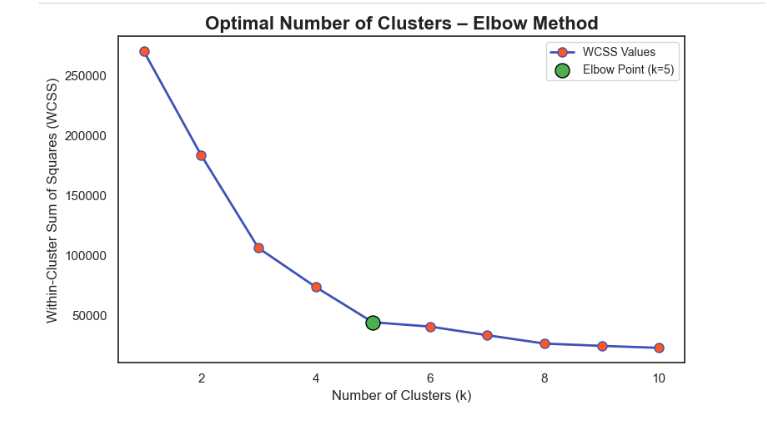 Optimal Number of Clusters – Elbow Method
WCSS Values
Elbow Point (k=5)
Within-Cluster Sum of Squares (WCSS)
250000
200000
150000
100000
50000
2 4 6 8 10
Number of Clusters (k)